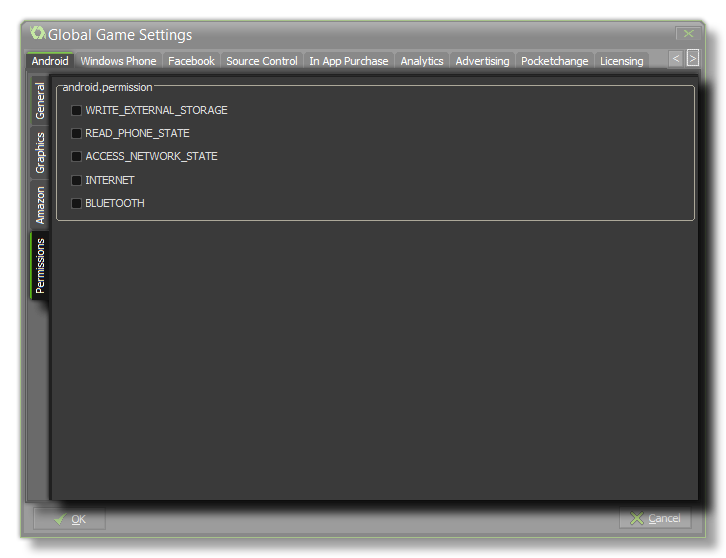 Global Game Settings
Android Windows Phone Facebook Source Control In App Purchase Analytics Advertising Pocketchange Licensing < >
General
Graphics
Amazon
Permissions
android.permission
WRITE_EXTERNAL_STORAGE
READ_PHONE_STATE
ACCESS_NETWORK_STATE
INTERNET
BLUETOOTH
OK Cancel